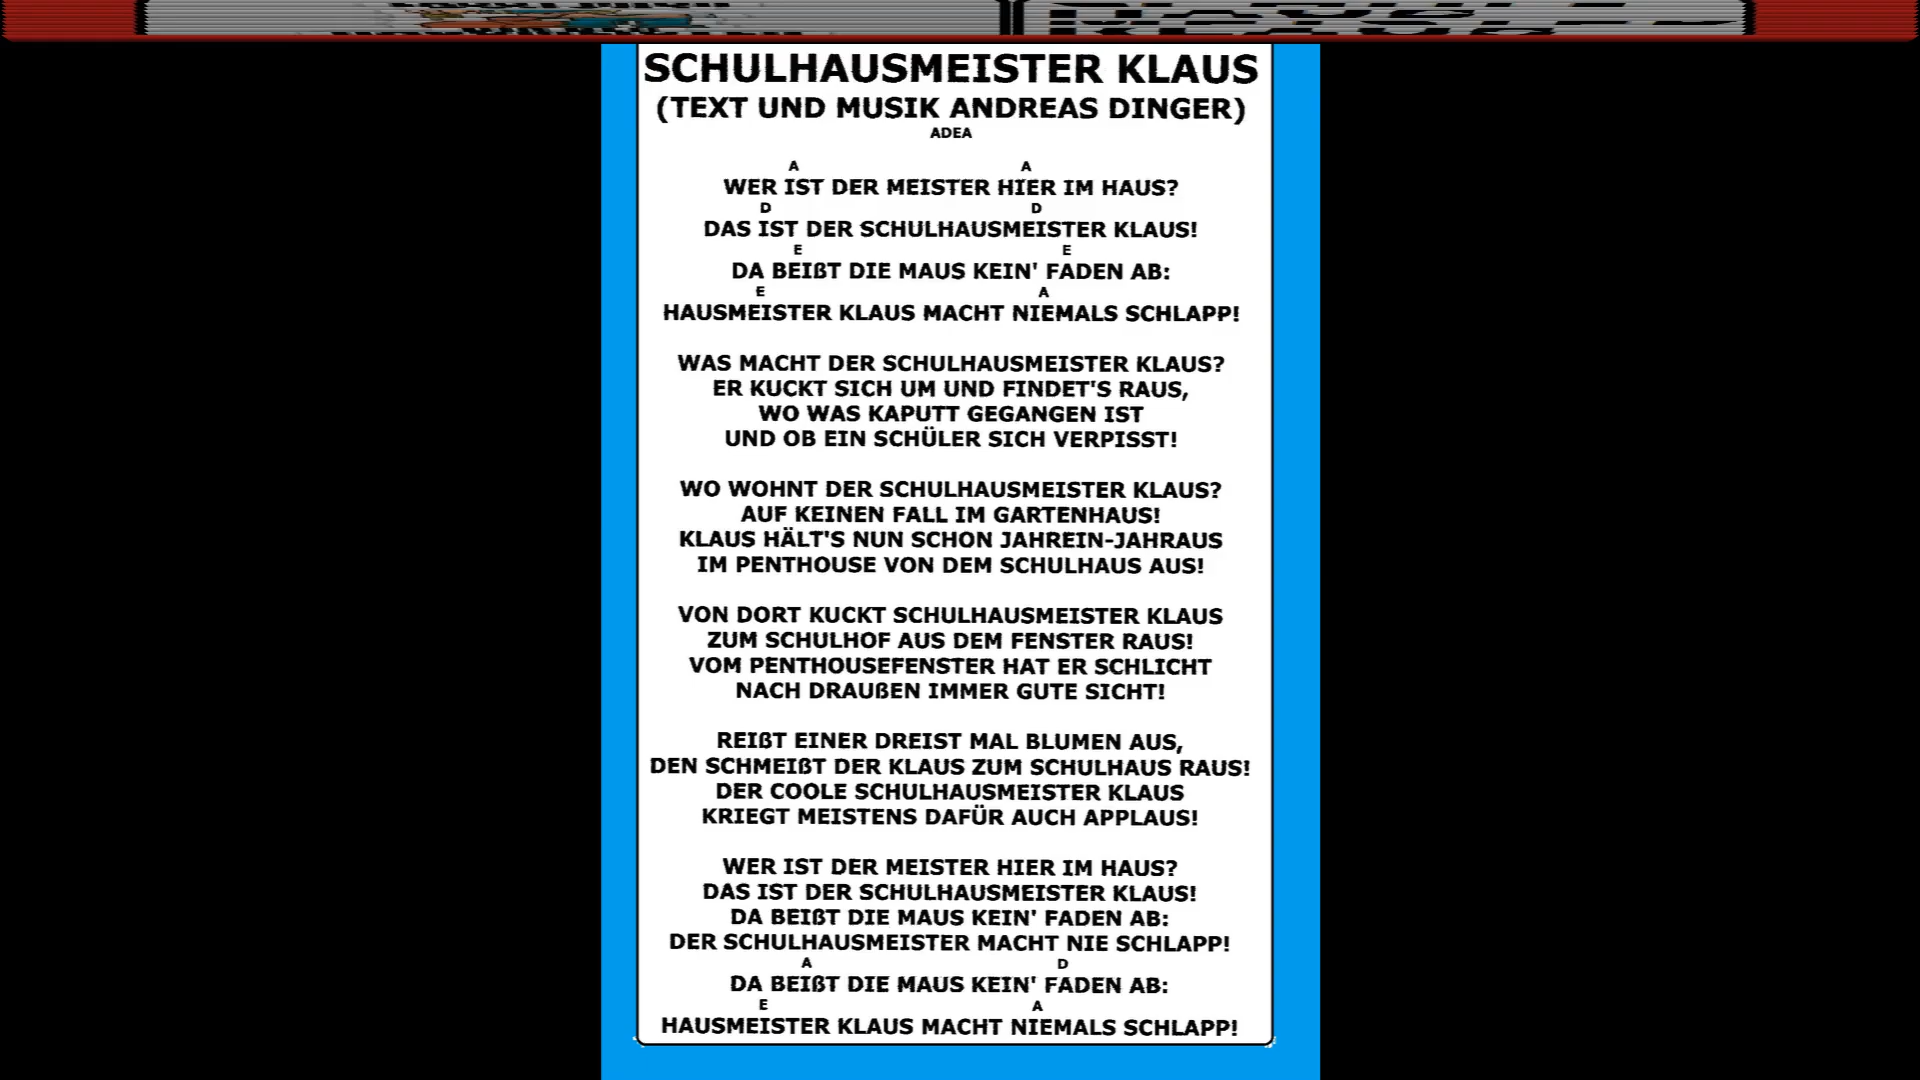 SCHULHAUSMEISTER KLAUS
(TEXT UND MUSIK ANDREAS DINGER)
ADEA
A A
WER IST DER MEISTER HIER IM HAUS?
D D
DAS IST DER SCHULHAUSMEISTER KLAUS!
E E
DA BEIßT DIE MAUS KEIN' FADEN AB:
E A
HAUSMEISTER KLAUS MACHT NIEMALS SCHLAPP!
WAS MACHT DER SCHULHAUSMEISTER KLAUS?
ER KUCKT SICH UM UND FINDET'S RAUS,
WO WAS KAPUTT GEGANGEN IST
UND OB EIN SCHÜLER SICH VERPISST!
WO WOHNT DER SCHULHAUSMEISTER KLAUS?
AUF KEINEN FALL IM GARTENHAUS!
KLAUS HÄLT'S NUN SCHON JAHREIN-JAHRAUS
IM PENTHOUSE VON DEM SCHULHAUS AUS!
VON DORT KUCKT SCHULHAUSMEISTER KLAUS
ZUM SCHULHOF AUS DEM FENSTER RAUS!
VOM PENTHOUSEFENSTER HAT ER SCHLICHT
NACH DRAUßEN IMMER GUTE SICHT!
REIßT EINER DREIST MAL BLUMEN AUS,
DEN SCHMEIßT DER KLAUS ZUM SCHULHAUS RAUS!
DER COOLE SCHULHAUSMEISTER KLAUS
KRIEGT MEISTENS DAFÜR AUCH APPLAUS!
WER IST DER MEISTER HIER IM HAUS?
DAS IST DER SCHULHAUSMEISTER KLAUS!
DA BEIßT DIE MAUS KEIN' FADEN AB:
DER SCHULHAUSMEISTER MACHT NIE SCHLAPP!
A D
DA BEIßT DIE MAUS KEIN' FADEN AB:
E A
HAUSMEISTER KLAUS MACHT NIEMALS SCHLAPP!